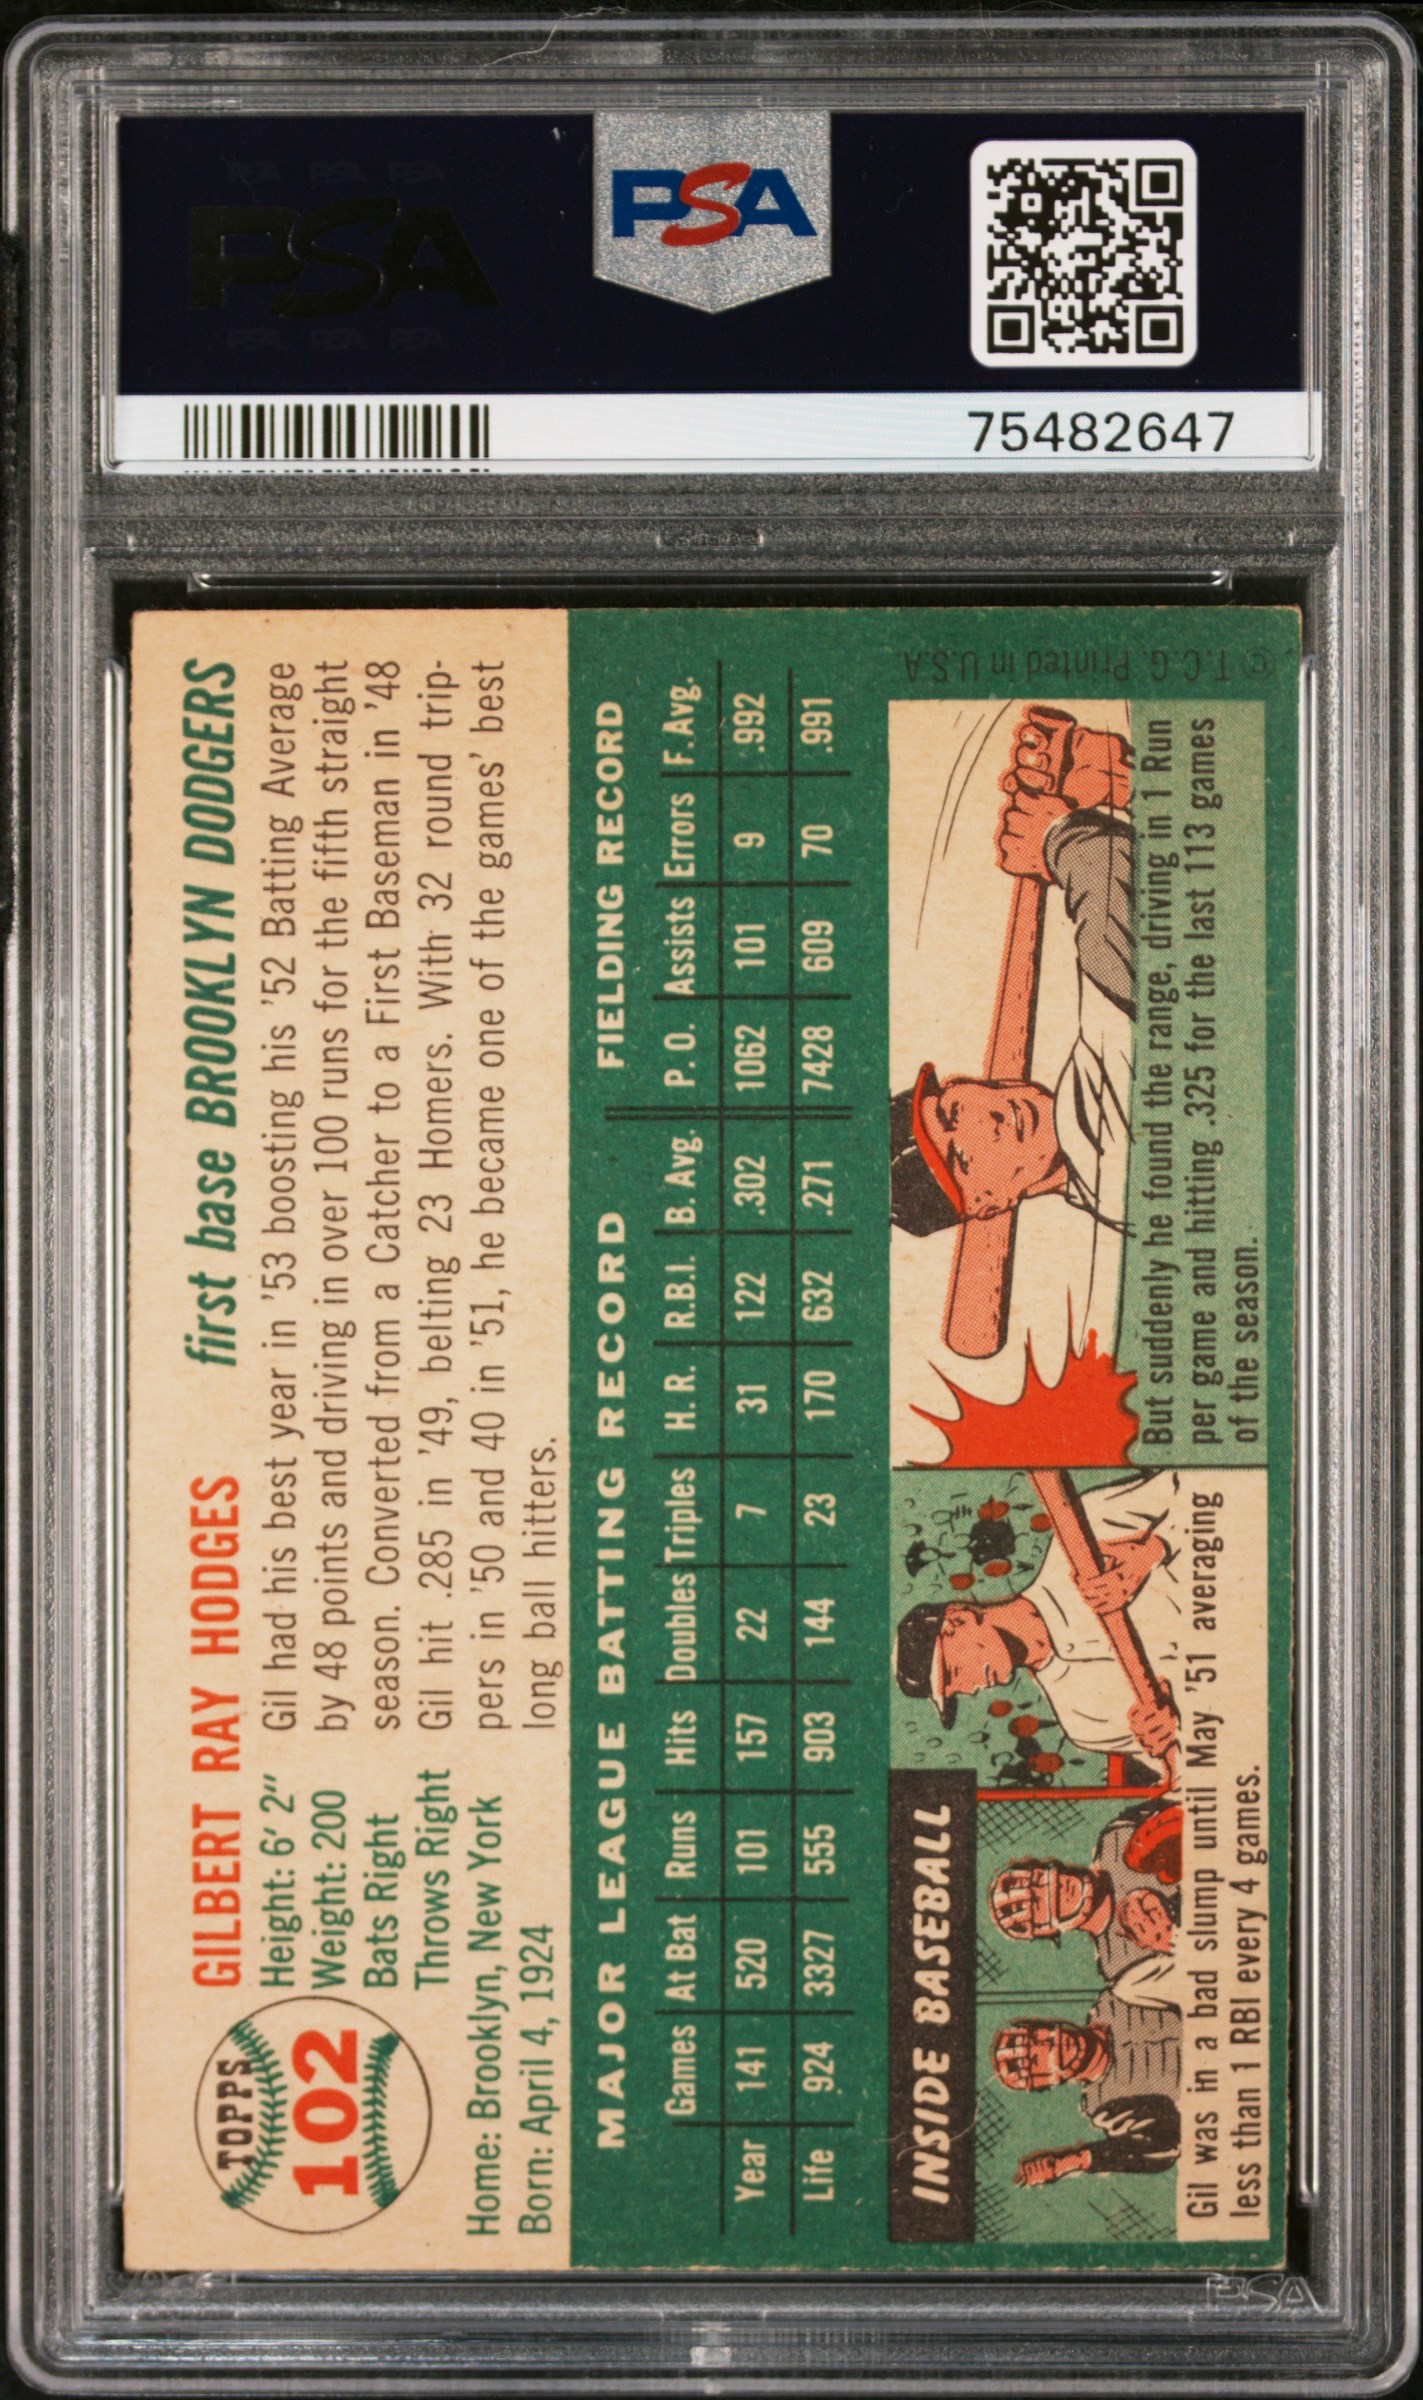 PSA PSA PSA
PSA
PSA PSA PSA
PSA
75482647
TOPPS
102
GILBERT RAY HODGES first base BROOKLYN DODGERS
Height: 6' 2"
Weight: 200
Bats Right
Throws Right
Home: Brooklyn, New York
Born: April 4, 1924
Gil had his best year in '53 boosting his '52 Batting Average
by 48 points and driving in over 100 runs for the fifth straight
season. Converted from a Catcher to a First Baseman in '48
Gil hit .285 in '49, belting 23 Homers. With 32 round trip-
pers in '50 and 40 in '51, he became one of the games' best
long ball hitters.
MAJOR LEAGUE BATTING RECORD FIELDING RECORD
Games At Bat Runs Hits Doubles Triples H. R. R.B.I. B. Avg. P. O. Assists Errors F. Avg.
Year 141 520 101 157 22 7 31 122 .302 1062 101 9 .992
Life 924 3327 555 903 144 23 170 632 .271 7428 609 70 .991
INSIDE BASEBALL
Gil was in a bad slump until May '51 averaging
less than 1 RBI every 4 games.
But suddenly he found the range, driving in 1 Run
per game and hitting .325 for the last 113 games
of the season.
© T.C.G. Printed in U.S.A.
PSA